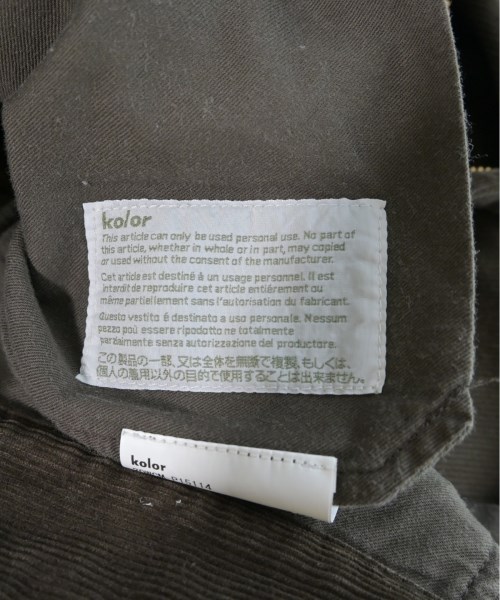 kolor
This article can only be used personal use. No part of
this article, whether in whole or in part, may copied
or used without the consent of the manufacturer.
Cet article est destiné à un usage personnel. Il est
interdit de reproduire cet article entiérement ou
même partiellement sans l'autorisation du fabricant.
Questo vestito é destinato a uso personale. Nessum
pezzo può essere ripodotto ne totalmente
parzialmente senza autorizzazione del productore.
この製品の一部、又は全体を無断で複製、もしくは、
個人の着用以外の目的で使用することは出来ません。
kolor